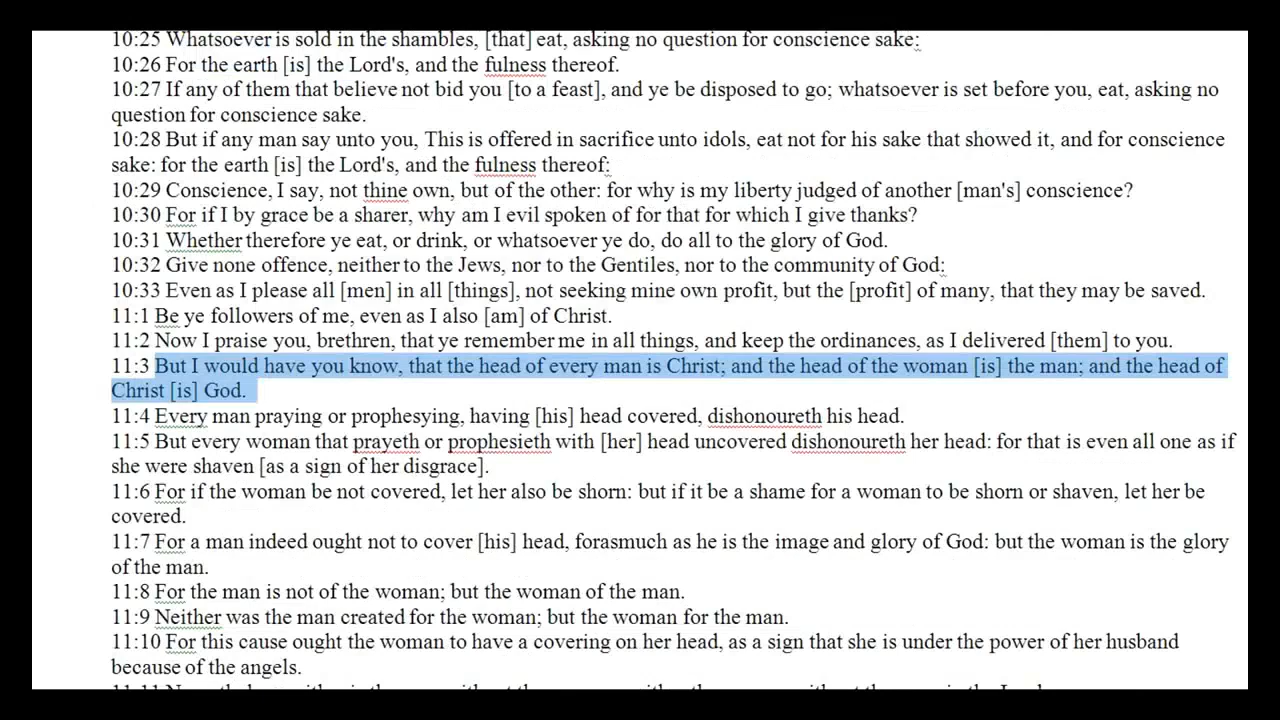 10:25 Whatsoever is sold in the shambles, [that] eat, asking no question for conscience sake:
10:26 For the earth [is] the Lord's, and the fulness thereof.
10:27 If any of them that believe not bid you [to a feast], and ye be disposed to go; whatsoever is set before you, eat, asking no
question for conscience sake.
10:28 But if any man say unto you, This is offered in sacrifice unto idols, eat not for his sake that showed it, and for conscience
sake: for the earth [is] the Lord's, and the fulness thereof:
10:29 Conscience, I say, not thine own, but of the other: for why is my liberty judged of another [man's] conscience?
10:30 For if I by grace be a sharer, why am I evil spoken of for that for which I give thanks?
10:31 Whether therefore ye eat, or drink, or whatsoever ye do, do all to the glory of God.
10:32 Give none offence, neither to the Jews, nor to the Gentiles, nor to the community of God:
10:33 Even as I please all [men] in all [things], not seeking mine own profit, but the [profit] of many, that they may be saved.
11:1 Be ye followers of me, even as I also [am] of Christ.
11:2 Now I praise you, brethren, that ye remember me in all things, and keep the ordinances, as I delivered [them] to you.
11:3 But I would have you know, that the head of every man is Christ; and the head of the woman [is] the man; and the head of
Christ [is] God.
11:4 Every man praying or prophesying, having [his] head covered, dishonoureth his head.
11:5 But every woman that prayeth or prophesieth with [her] head uncovered dishonoureth her head: for that is even all one as if
she were shaven [as a sign of her disgrace].
11:6 For if the woman be not covered, let her also be shorn: but if it be a shame for a woman to be shorn or shaven, let her be
covered.
11:7 For a man indeed ought not to cover [his] head, forasmuch as he is the image and glory of God: but the woman is the glory
of the man.
11:8 For the man is not of the woman; but the woman of the man.
11:9 Neither was the man created for the woman; but the woman for the man.
11:10 For this cause ought the woman to have a covering on her head, as a sign that she is under the power of her husband
because of the angels.